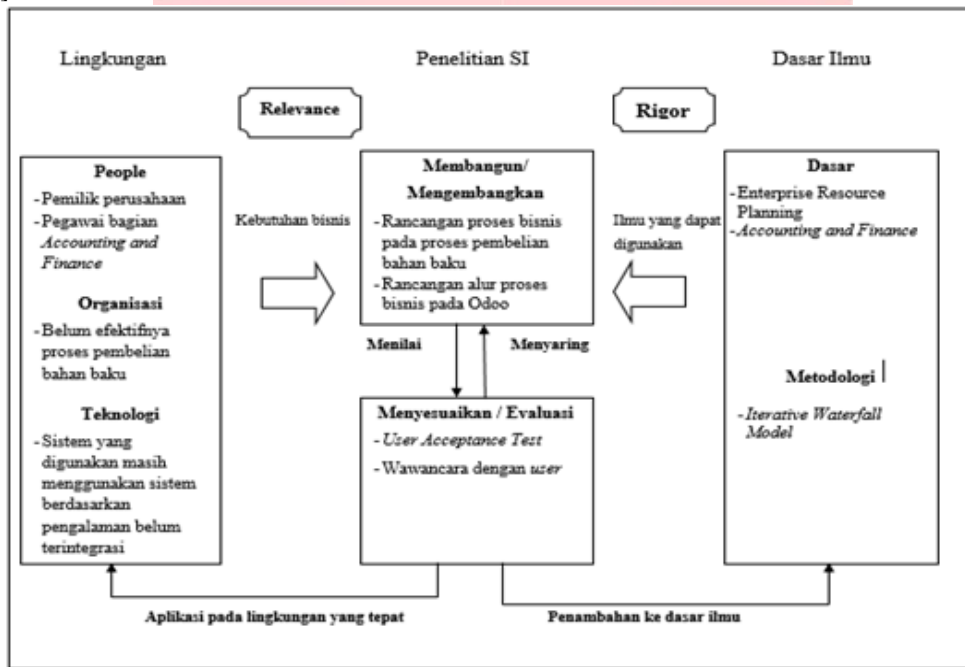 Lingkungan
Penelitian SI
Dasar Ilmu
Relevance
Rigor
People
-Pemilik perusahaan
-Pegawai bagian
Accounting and
Finance
Organisasi
-Belum efektifnya
proses pembelian
bahan baku
Teknologi
-Sistem yang
digunakan masih
menggunakan sistem
berdasarkan
pengalaman belum
terintegrasi
Kebutuhan bisnis
Membangun/
Mengembangkan
-Rancangan proses bisnis
pada proses pembelian
bahan baku
-Rancangan alur proses
bisnis pada Odoo
Menilai
Menyaring
Menyesuaikan / Evaluasi
-User Acceptance Test
-Wawancara dengan user
Ilmu yang dapat
digunakan
Dasar
-Enterprise Resource
Planning
-Accounting and Finance
Metodologi
-Iterative Waterfall
Model
Aplikasi pada lingkungan yang tepat
Penambahan ke dasar ilmu